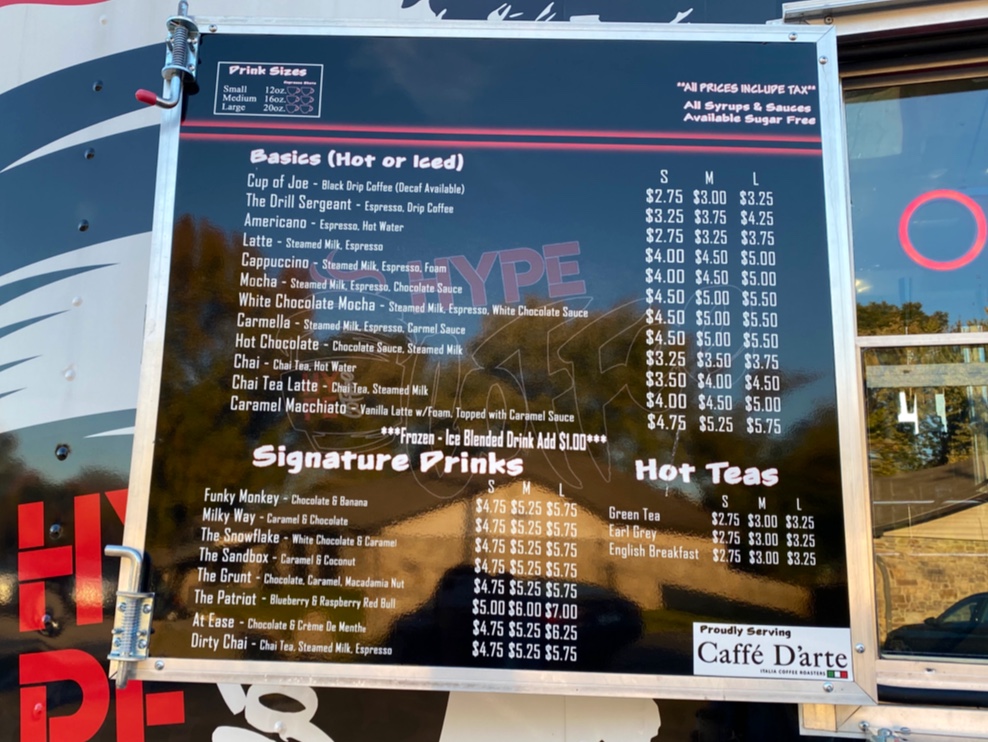 Drink Sizes
Espresso Shots
Small 12oz.
Medium 16oz.
Large 20oz.
**All PRICES INCLUDE TAX**
All Syrups & Sauces
Available Sugar Free
Basics (Hot or Iced)
S M L
Cup of Joe - Black Drip Coffee (Decaf Available) $2.75 $3.00 $3.25
The Drill Sergeant - Espresso, Drip Coffee $3.25 $3.75 $4.25
Americano - Espresso, Hot Water $2.75 $3.25 $3.75
Latte - Steamed Milk, Espresso $4.00 $4.50 $5.00
Cappuccino - Steamed Milk, Espresso, Foam $4.00 $4.50 $5.00
Mocha - Steamed Milk, Espresso, Chocolate Sauce $4.50 $5.00 $5.50
White Chocolate Mocha - Steamed Milk, Espresso, White Chocolate Sauce $4.50 $5.00 $5.50
Carmella - Steamed Milk, Espresso, Carmel Sauce $4.50 $5.00 $5.50
Hot Chocolate - Chocolate Sauce, Steamed Milk $3.25 $3.50 $3.75
Chai - Chai Tea, Hot Water $3.50 $4.00 $4.50
Chai Tea Latte - Chai Tea, Steamed Milk $4.00 $4.50 $5.00
Caramel Macchiato - Vanilla Latte w/Foam, Topped with Caramel Sauce $4.75 $5.25 $5.75
HYPE
***Frozen - Ice Blended Drink Add $1.00***
Signature Drinks
S M L
Funky Monkey - Chocolate & Banana $4.75 $5.25 $5.75
Milky Way - Caramel & Chocolate $4.75 $5.25 $5.75
The Snowflake - White Chocolate & Caramel $4.75 $5.25 $5.75
The Sandbox - Caramel & Coconut $4.75 $5.25 $5.75
The Grunt - Chocolate, Caramel, Macadamia Nut $4.75 $5.25 $5.75
The Patriot - Blueberry & Raspberry Red Bull $5.00 $6.00 $7.00
At Ease - Chocolate & Crème De Menthe $4.75 $5.25 $6.25
Dirty Chai - Chai Tea, Steamed Milk, Espresso $4.75 $5.25 $5.75
Hot Teas
S M L
Green Tea $2.75 $3.00 $3.25
Earl Grey $2.75 $3.00 $3.25
English Breakfast $2.75 $3.00 $3.25
Proudly Serving
Caffé D'arte
ITALIA COFFEE ROASTERS
HY